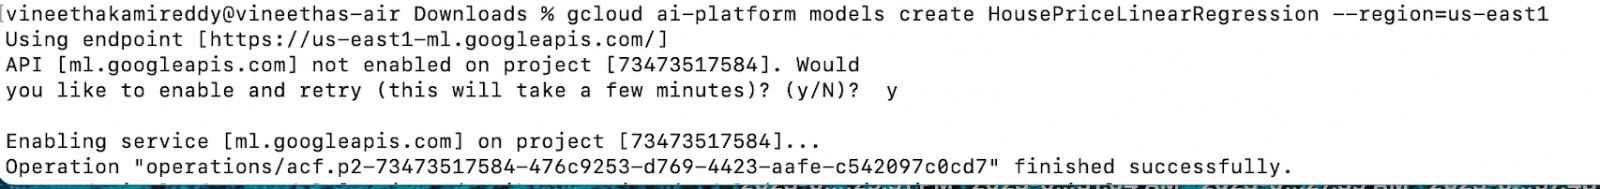 vineethakamireddy@vineethas-air Downloads % gcloud ai-platform models create HousePriceLinearRegression --region=us-east1
Using endpoint [https://us-east1-ml.googleapis.com/]
API [ml.googleapis.com] not enabled on project [73473517584]. Would
you like to enable and retry (this will take a few minutes)? (y/N)?  y
Enabling service [ml.googleapis.com] on project [73473517584]...
Operation "operations/acf.p2-73473517584-476c9253-d769-4423-aafe-c542097c0cd7" finished successfully.